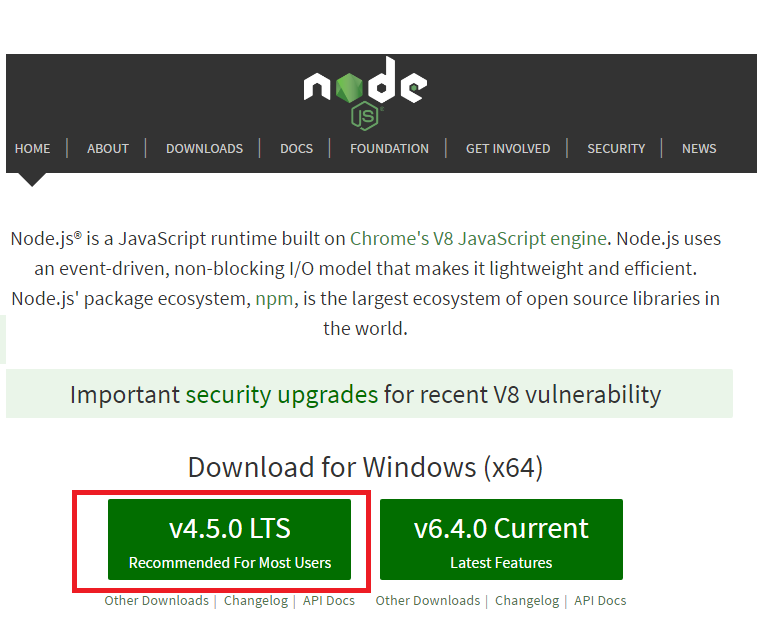 node
JS
HOME | ABOUT | DOWNLOADS | DOCS | FOUNDATION | GET INVOLVED | SECURITY | NEWS
Node.js® is a JavaScript runtime built on Chrome's V8 JavaScript engine. Node.js uses
an event-driven, non-blocking I/O model that makes it lightweight and efficient.
Node.js' package ecosystem, npm, is the largest ecosystem of open source libraries in
the world.
Important security upgrades for recent V8 vulnerability
Download for Windows (x64)
v4.5.0 LTS
Recommended For Most Users
v6.4.0 Current
Latest Features
Other Downloads | Changelog | API Docs
Other Downloads | Changelog | API Docs